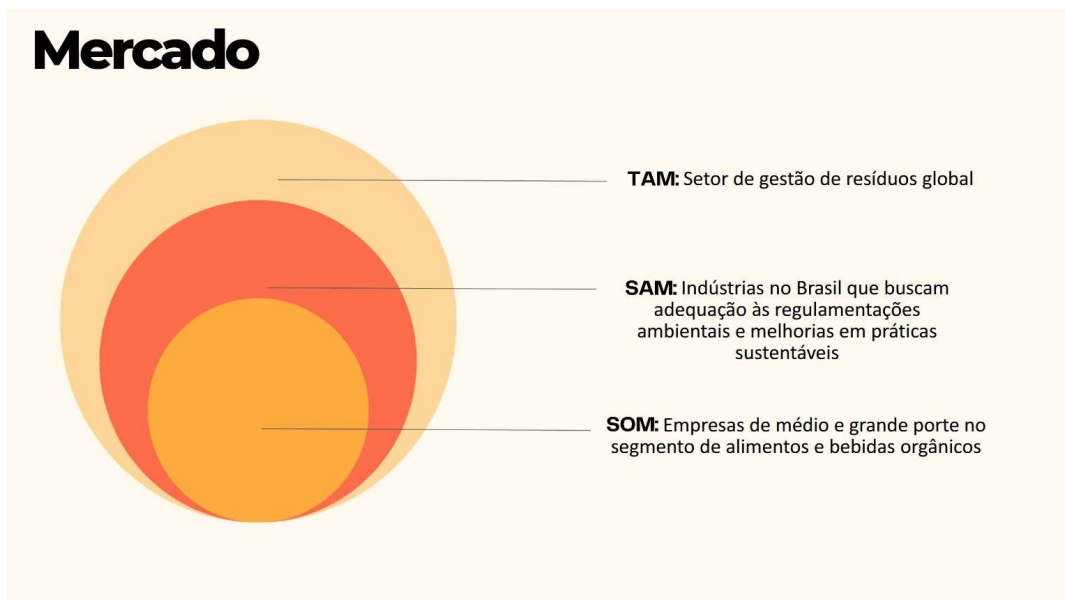 Mercado
TAM: Setor de gestão de resíduos global
SAM: Indústrias no Brasil que buscam
adequação às regulamentações
ambientais e melhorias em práticas
sustentáveis
SOM: Empresas de médio e grande porte no
segmento de alimentos e bebidas orgânicos